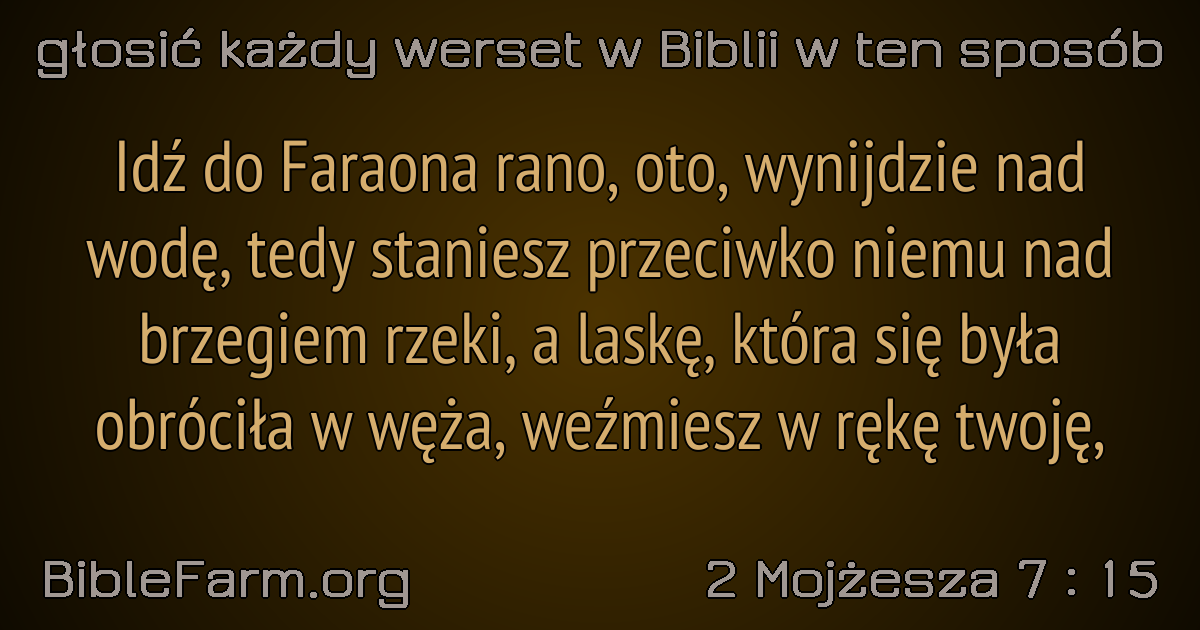 głosić każdy werset w Biblii w ten sposób
Idź do Faraona rano, oto, wynijdzie nad
wodę, tedy staniesz przeciwko niemu nad
brzegiem rzeki, a laskę, która się była
obróciła w węża, weźmiesz w rękę twoję,
BibleFarm.org
2 Mojżesza 7 : 15